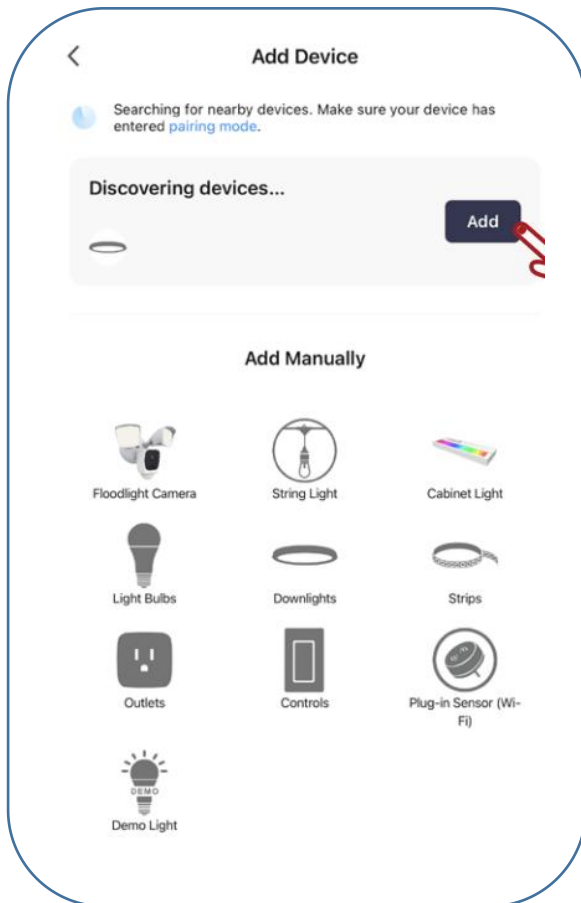 Add Device
Searching for nearby devices. Make sure your device has
entered pairing mode.
Discovering devices...
Add
Add Manually
Floodlight Camera
String Light
Cabinet Light
Light Bulbs
Downlights
Strips
Outlets
Controls
Plug-in Sensor (Wi-
Fi)
DEMO
Demo Light